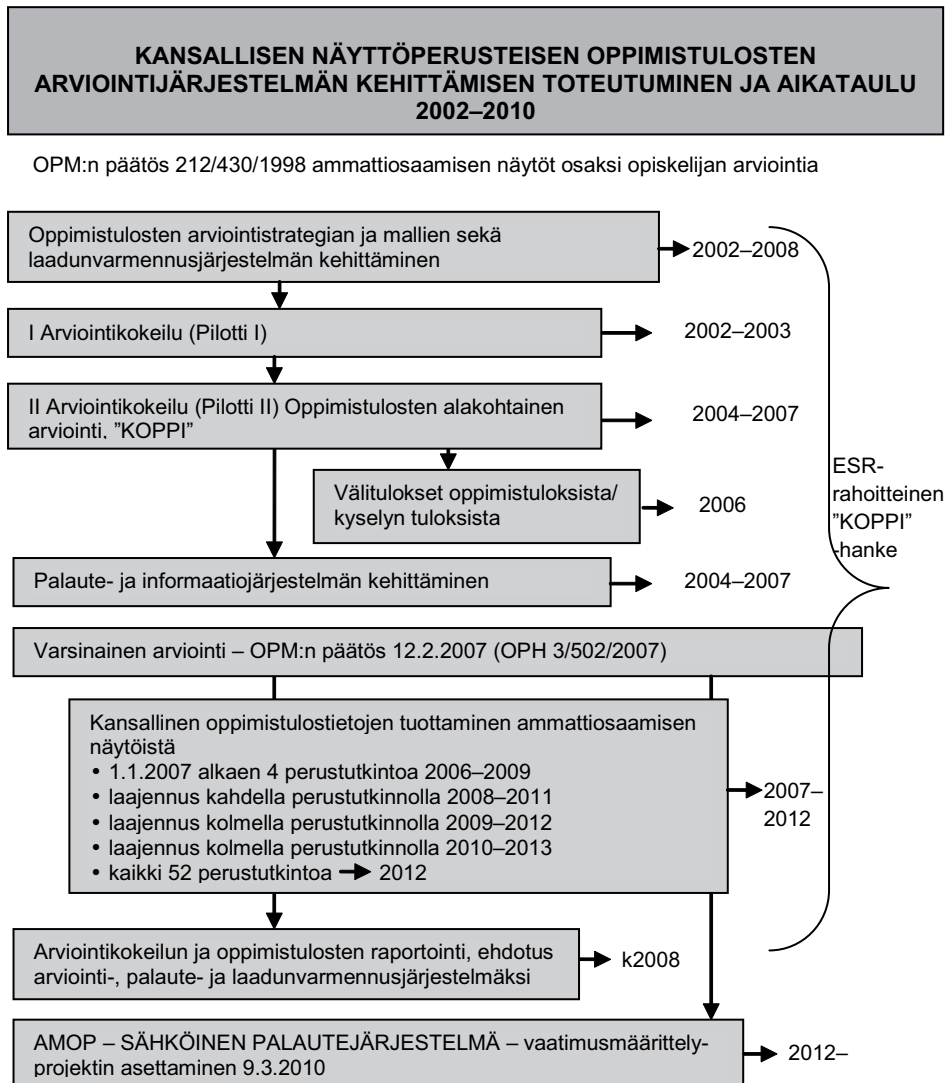 KANSALLISEN NÄYTTÖPERUSTEISEN OPPIMISTULOSTEN
ARVIOINTIJÄRJESTELMÄN KEHITTÄMISEN TOTEUTUMINEN JA AIKATAULU
2002–2010
OPM:n päätös 212/430/1998 ammattiosaamisen näytöt osaksi opiskelijan arviointia
Oppimistulosten arviointistrategian ja mallien sekä
laadunvarmennusjärjestelmän kehittäminen
2002–2008
I Arviointikokeilu (Pilotti I)
2002–2003
II Arviointikokeilu (Pilotti II) Oppimistulosten alakohtainen
arviointi, "KOPPI"
2004–2007
Välitulokset oppimistuloksista/
kyselyn tuloksista
2006
ESR-
rahoitteinen
"KOPPI"
-hanke
Palaute- ja informaatiojärjestelmän kehittäminen
2004–2007
Varsinainen arviointi – OPM:n päätös 12.2.2007 (OPH 3/502/2007)
Kansallinen oppimistulostietojen tuottaminen ammattiosaamisen
näytöistä
• 1.1.2007 alkaen 4 perustutkintoa 2006–2009
• laajennus kahdella perustutkinnolla 2008–2011
• laajennus kolmella perustutkinnolla 2009–2012
• laajennus kolmella perustutkinnolla 2010–2013
• kaikki 52 perustutkintoa → 2012
2007–
2012
Arviointikokeilun ja oppimistulosten raportointi, ehdotus
arviointi-, palaute- ja laadunvarmennusjärjestelmäksi
k2008
AMOP – SÄHKÖINEN PALAUTEJÄRJESTELMÄ – vaatimusmäärittely-
projektin asettaminen 9.3.2010
2012–